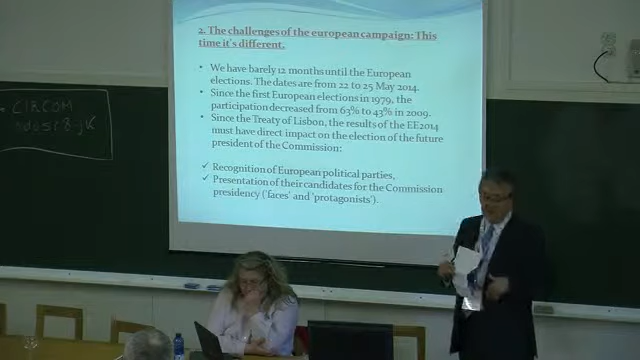 2. The challenges of the european campaign: This
time it's different.
• We have barely 12 months until the European
elections. The dates are from 22 to 25 May 2014.
• Since the first European elections in 1979, the
participation decreased from 63% to 43% in 2009.
• Since the Treaty of Lisbon, the results of the EE2014
must have direct impact on the election of the future
president of the Commission:
✓ Recognition of European political parties,
✓ Presentation of their candidates for the Commission
presidency ('faces' and 'protagonists').
CIRCOM